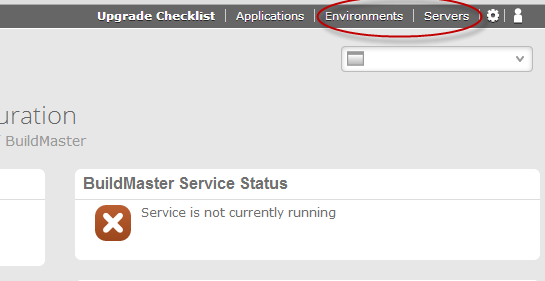 Upgrade Checklist | Applications | Environments | Servers
uration
BuildMaster
BuildMaster Service Status
Service is not currently running